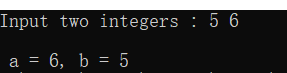 Input two integers : 5 6
a = 6, b = 5